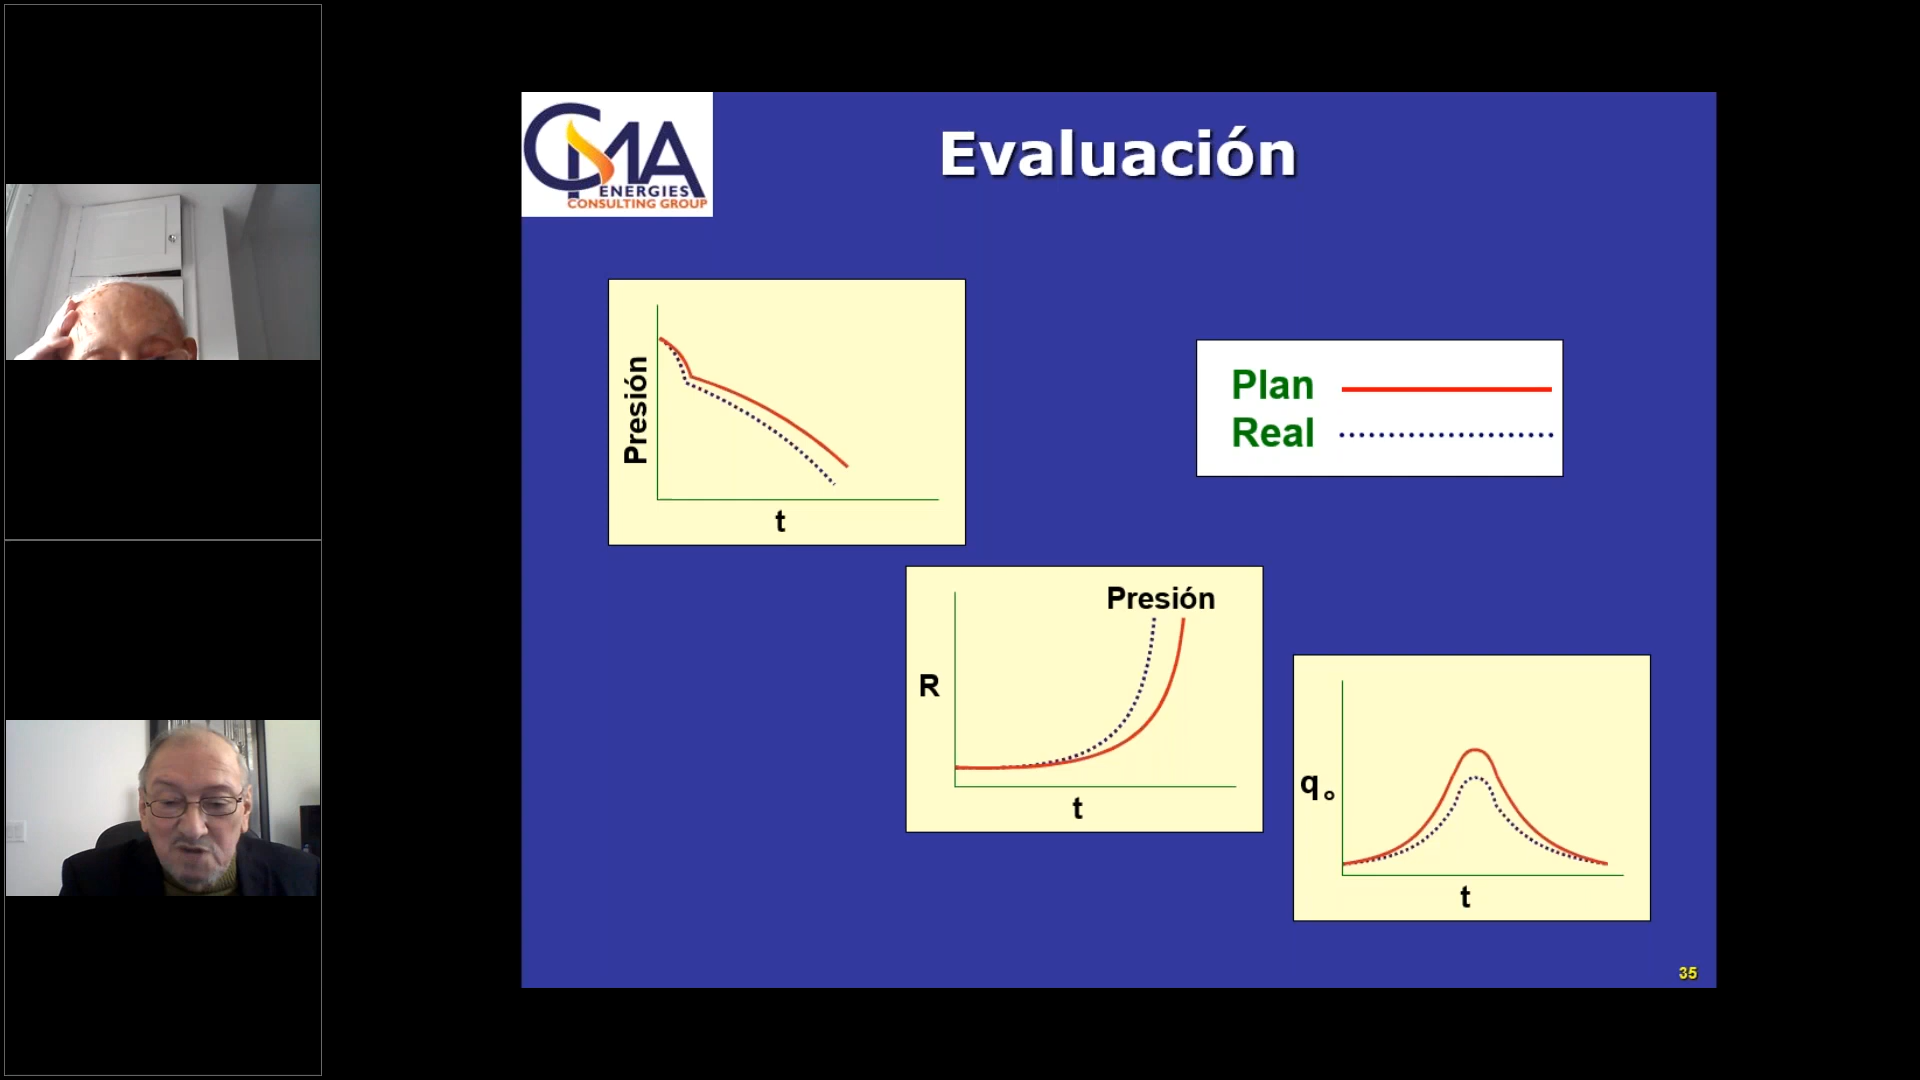 CMA
ENERGIES
CONSULTING GROUP
Evaluación
Presión
t
Plan
Real
Presión
R
t
qo
t
35